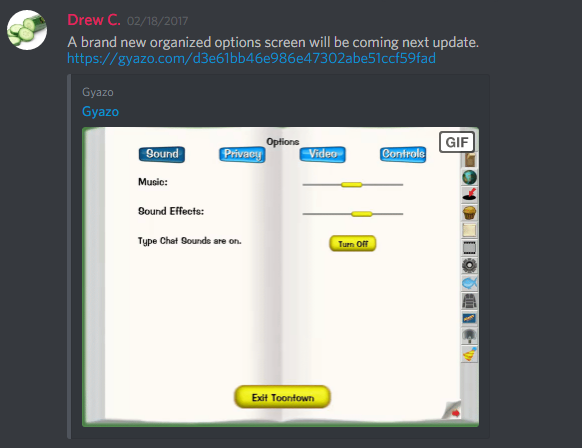 Drew C. 02/18/2017
A brand new organized options screen will be coming next update.
https://gyazo.com/d3e61bb46e986e47302abe51ccf59fad
Gyazo
Gyazo
GIF
Options
Sound Privacy Video Controls
Music:
Sound Effects:
Type Chat Sounds are on. Turn Off
Exit Toontown